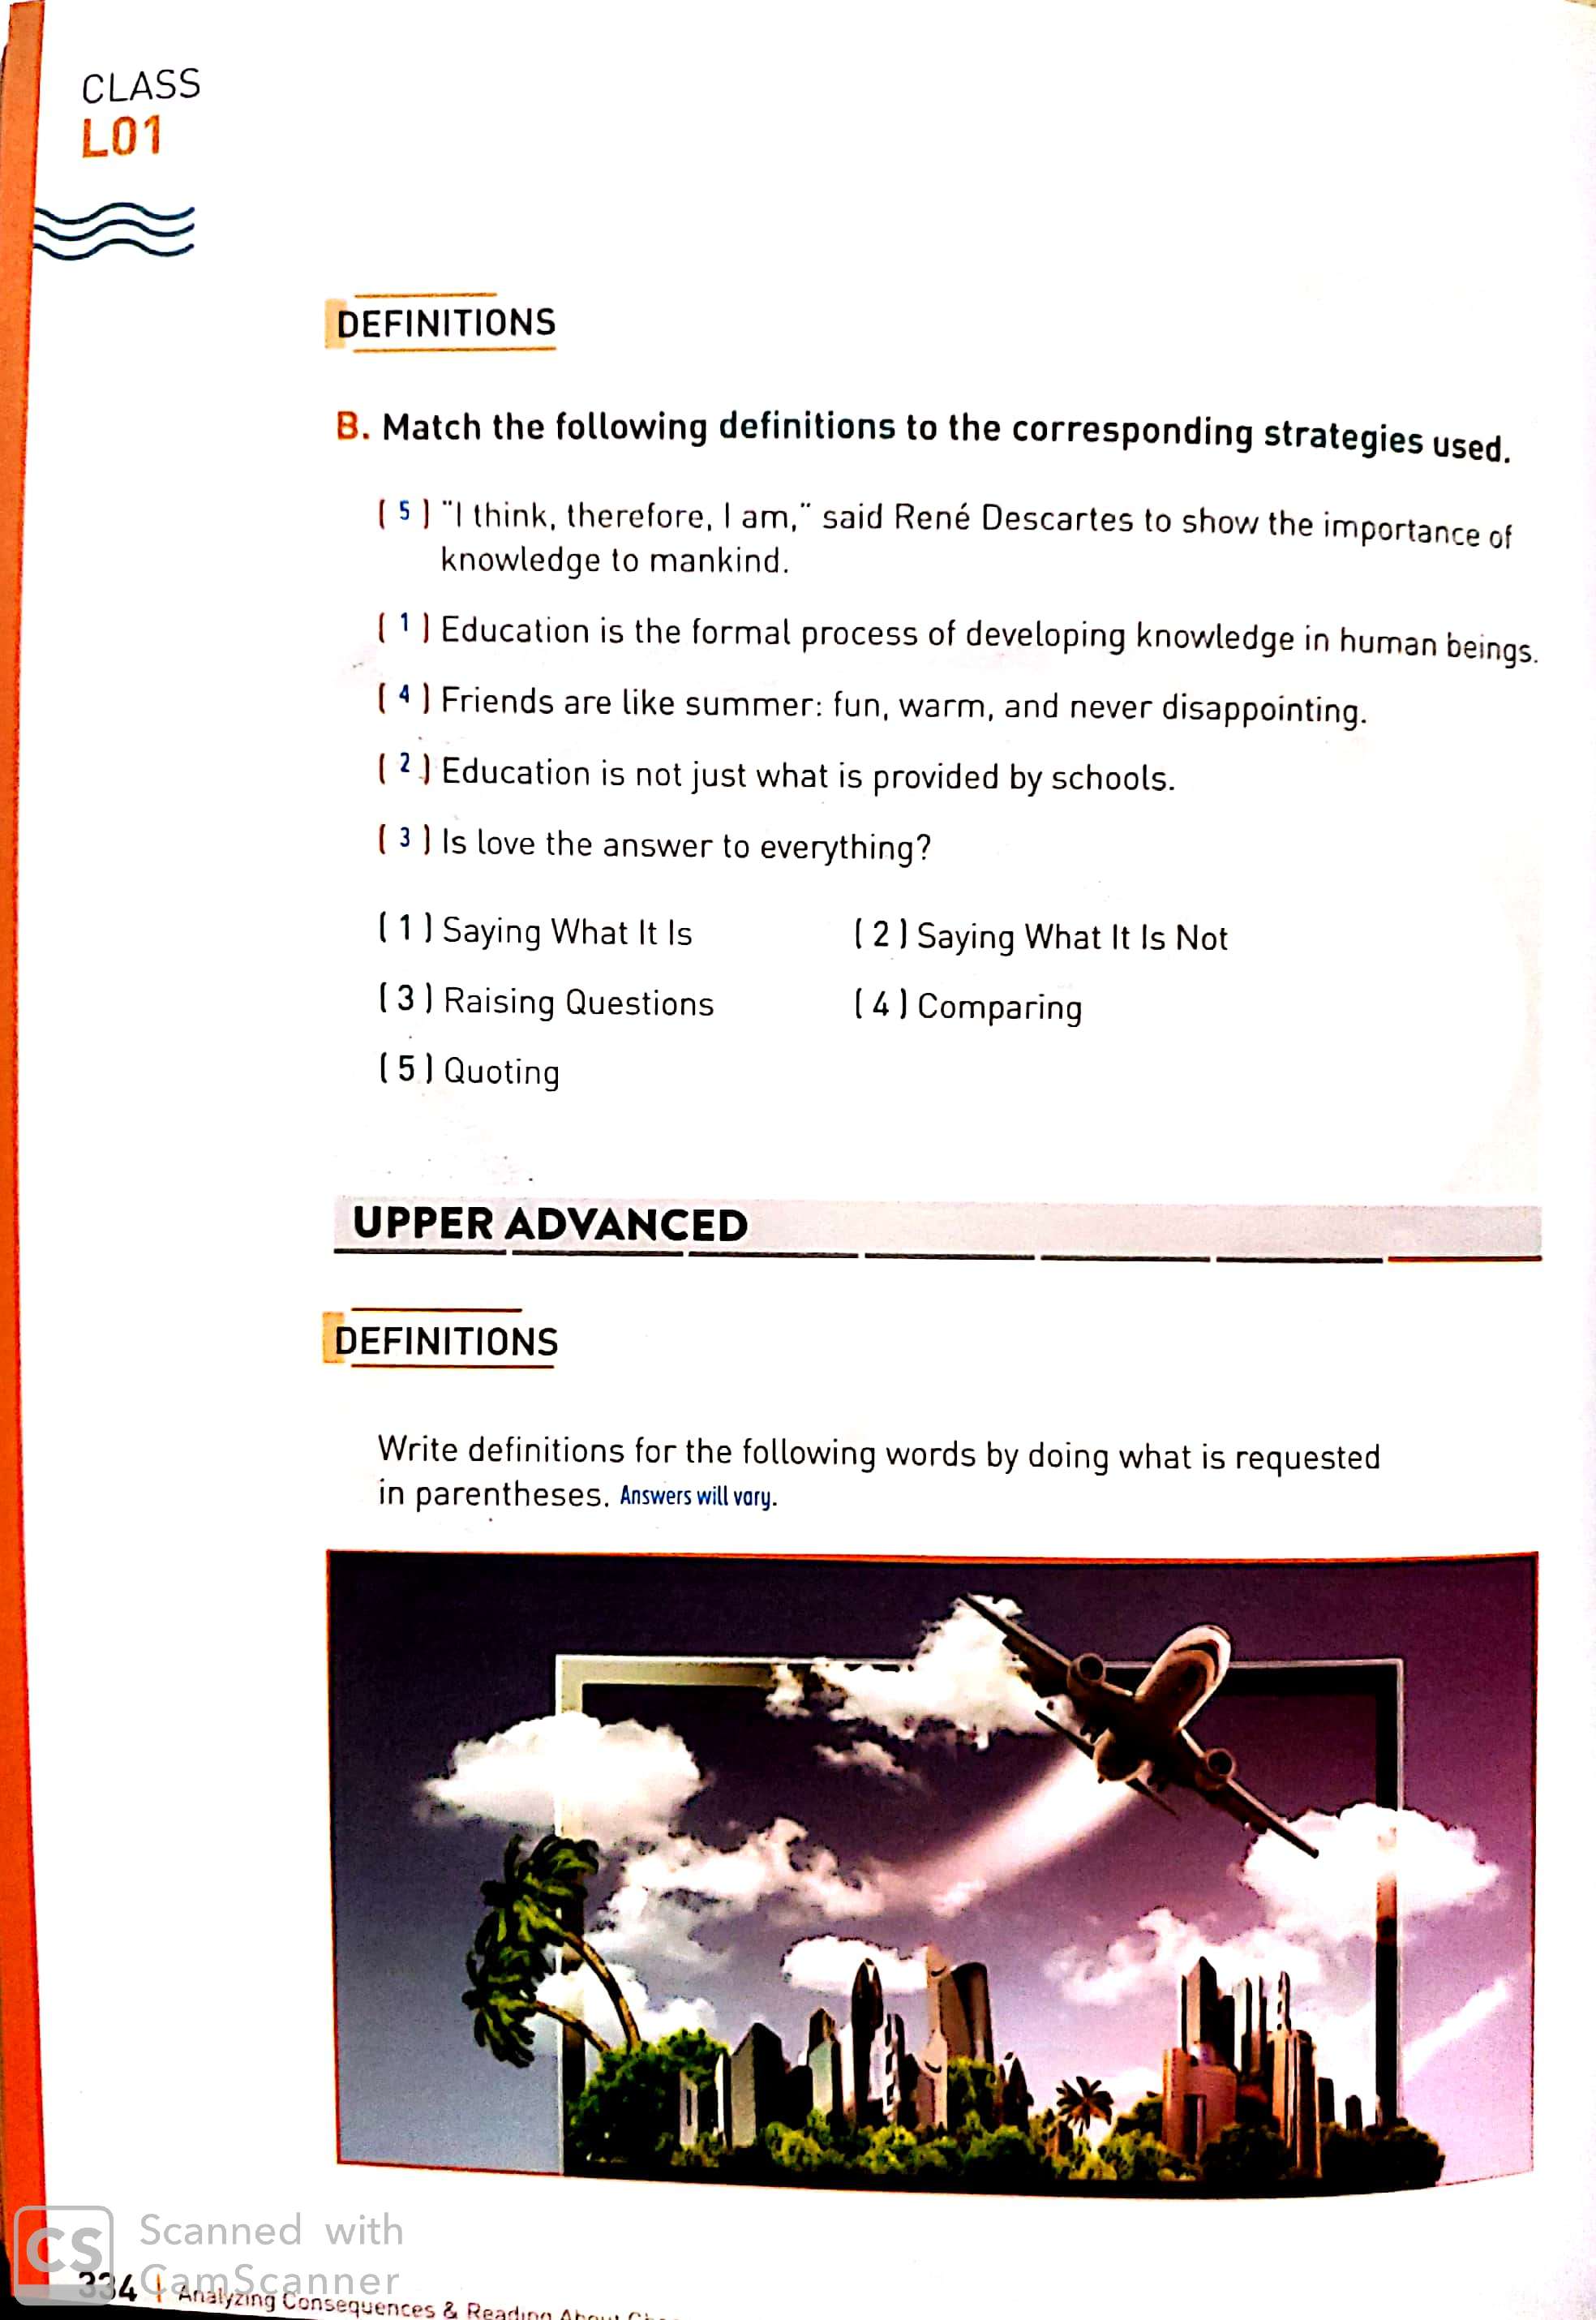 CLASS
L01
DEFINITIONS
B. Match the following definitions to the corresponding strategies used.
( 5 ) "I think, therefore, I am," said René Descartes to show the importance of
knowledge to mankind.
( 1 ) Education is the formal process of developing knowledge in human beings.
( 4 ) Friends are like summer: fun, warm, and never disappointing.
( 2 ) Education is not just what is provided by schools.
( 3 ) Is love the answer to everything?
( 1 ) Saying What It Is ( 2 ) Saying What It Is Not
( 3 ) Raising Questions ( 4 ) Comparing
( 5 ) Quoting
UPPER ADVANCED
DEFINITIONS
Write definitions for the following words by doing what is requested
in parentheses. Answers will vary.
CS Scanned with
CamScanner
334 | Analyzing Consequences & Reading About